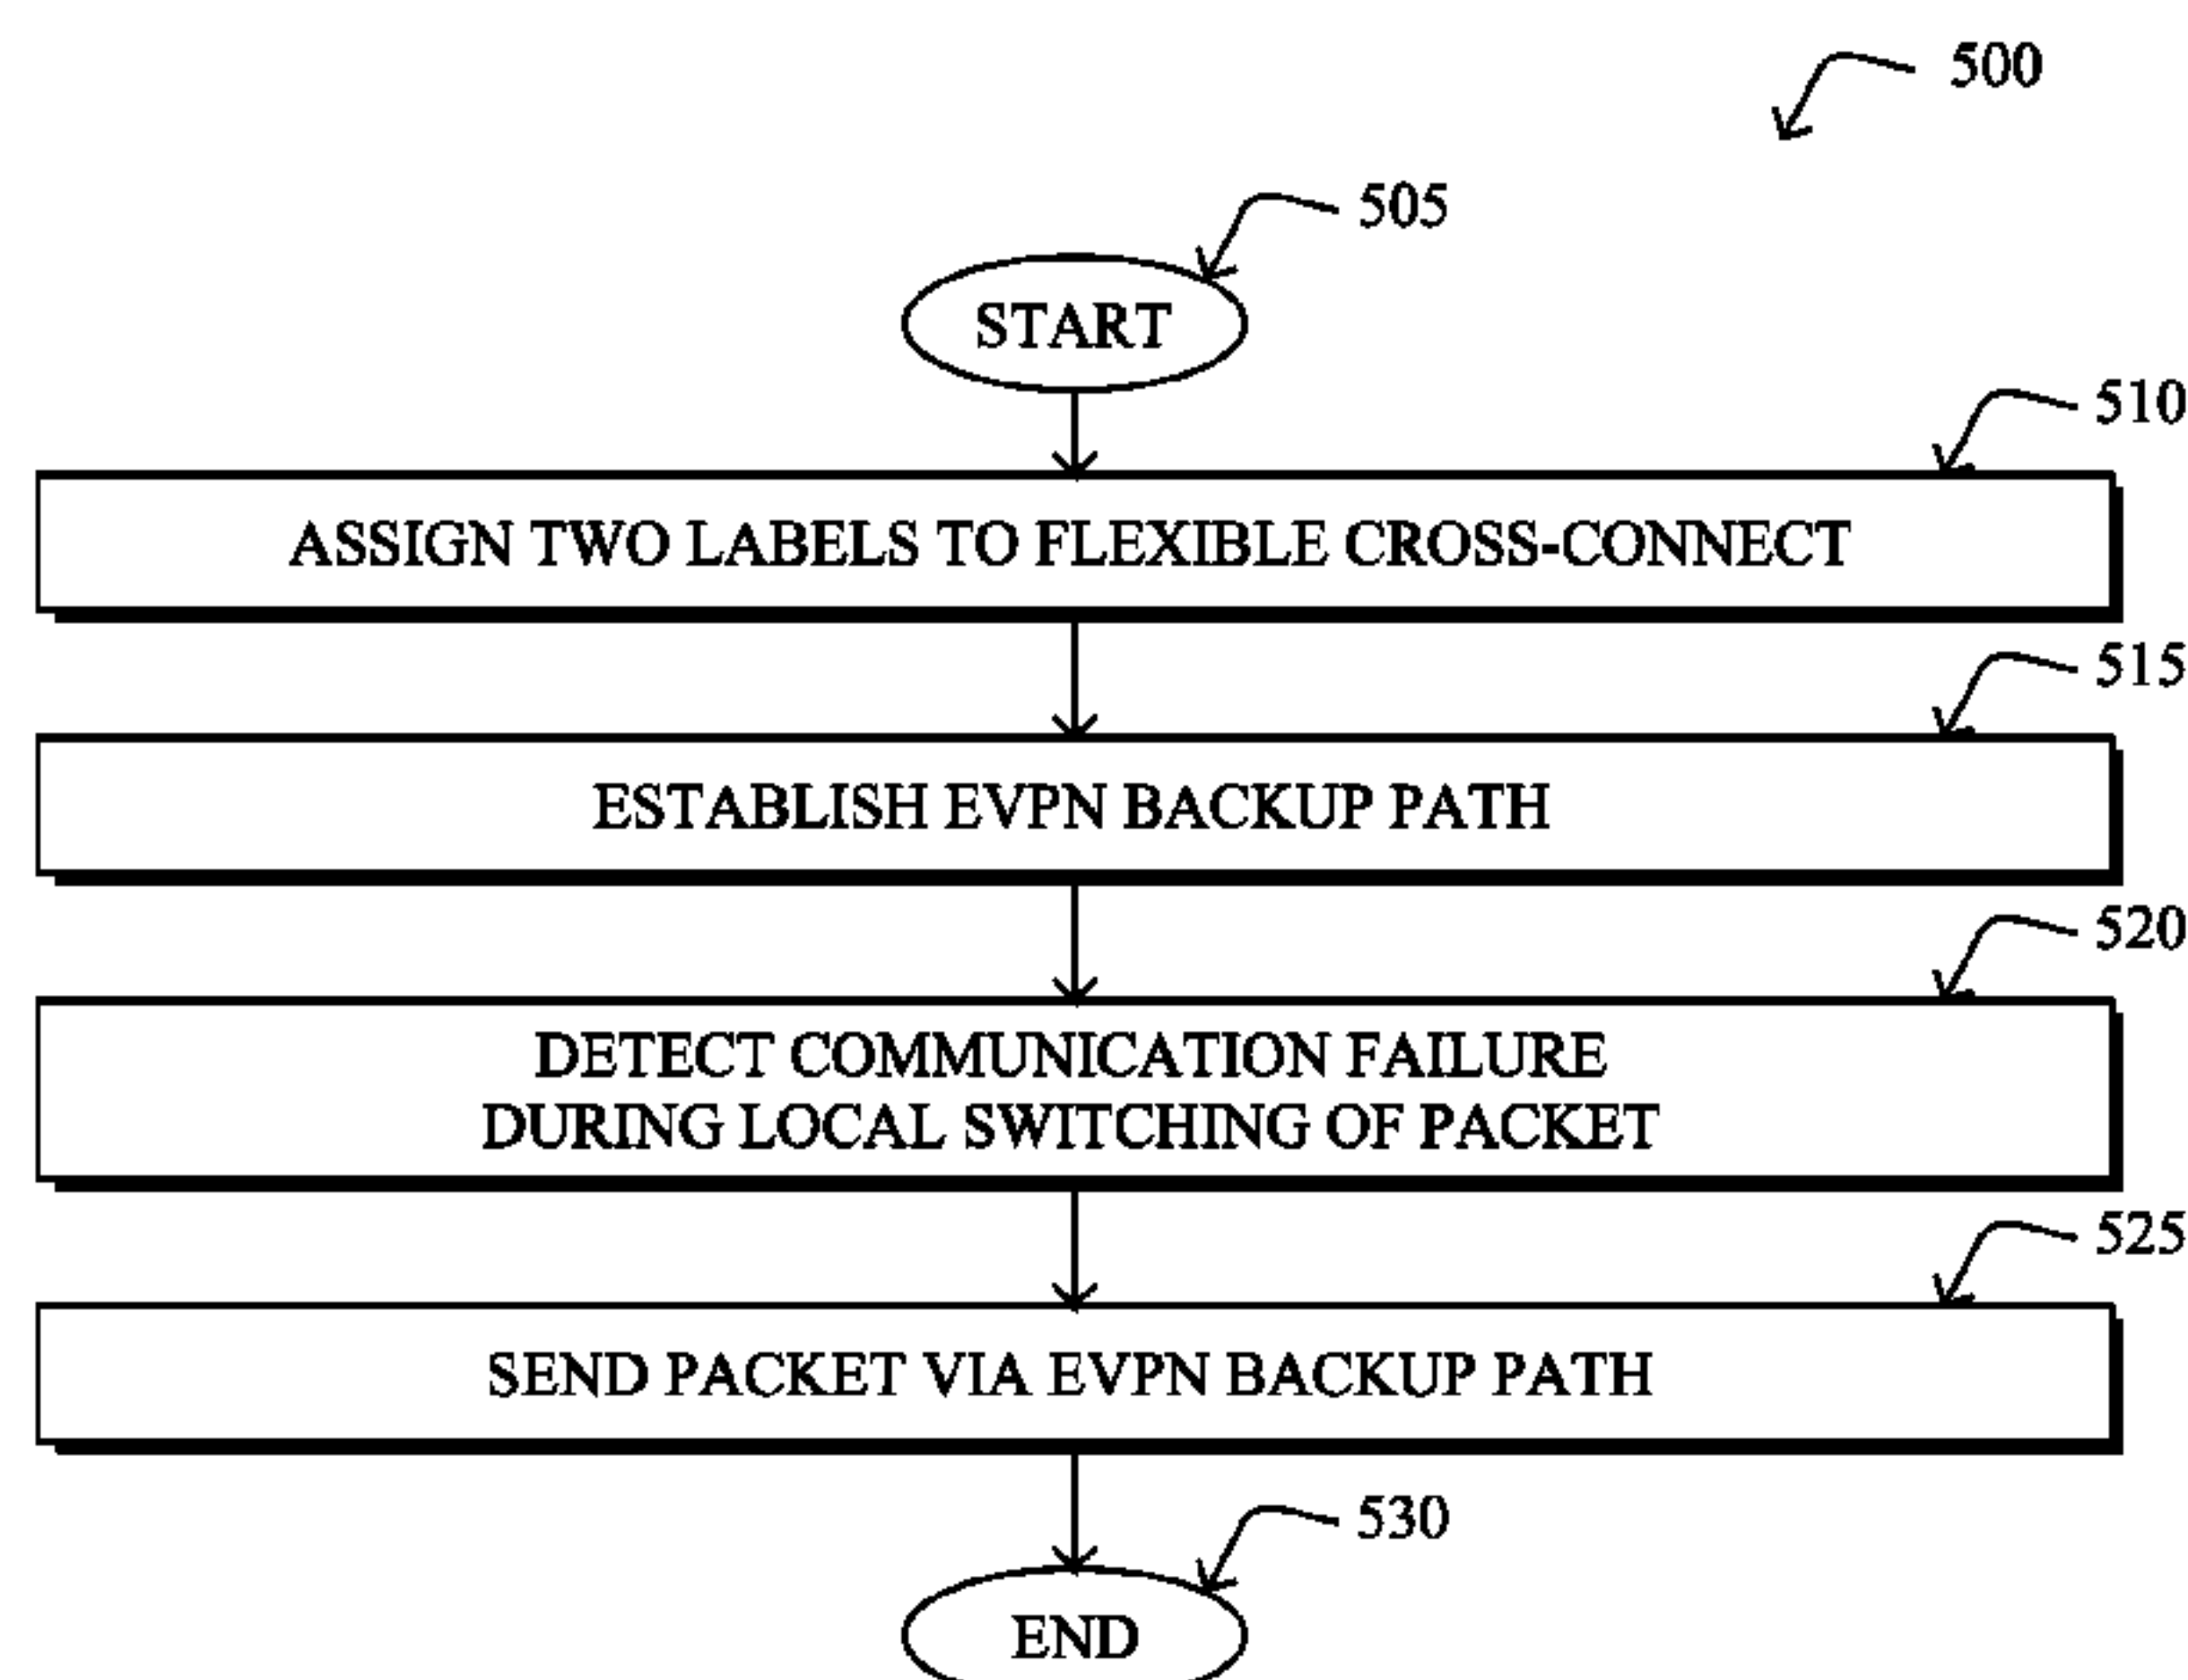 500
505
START
510
ASSIGN TWO LABELS TO FLEXIBLE CROSS-CONNECT
515
ESTABLISH EVPN BACKUP PATH
520
DETECT COMMUNICATION FAILURE
DURING LOCAL SWITCHING OF PACKET
525
SEND PACKET VIA EVPN BACKUP PATH
530
END